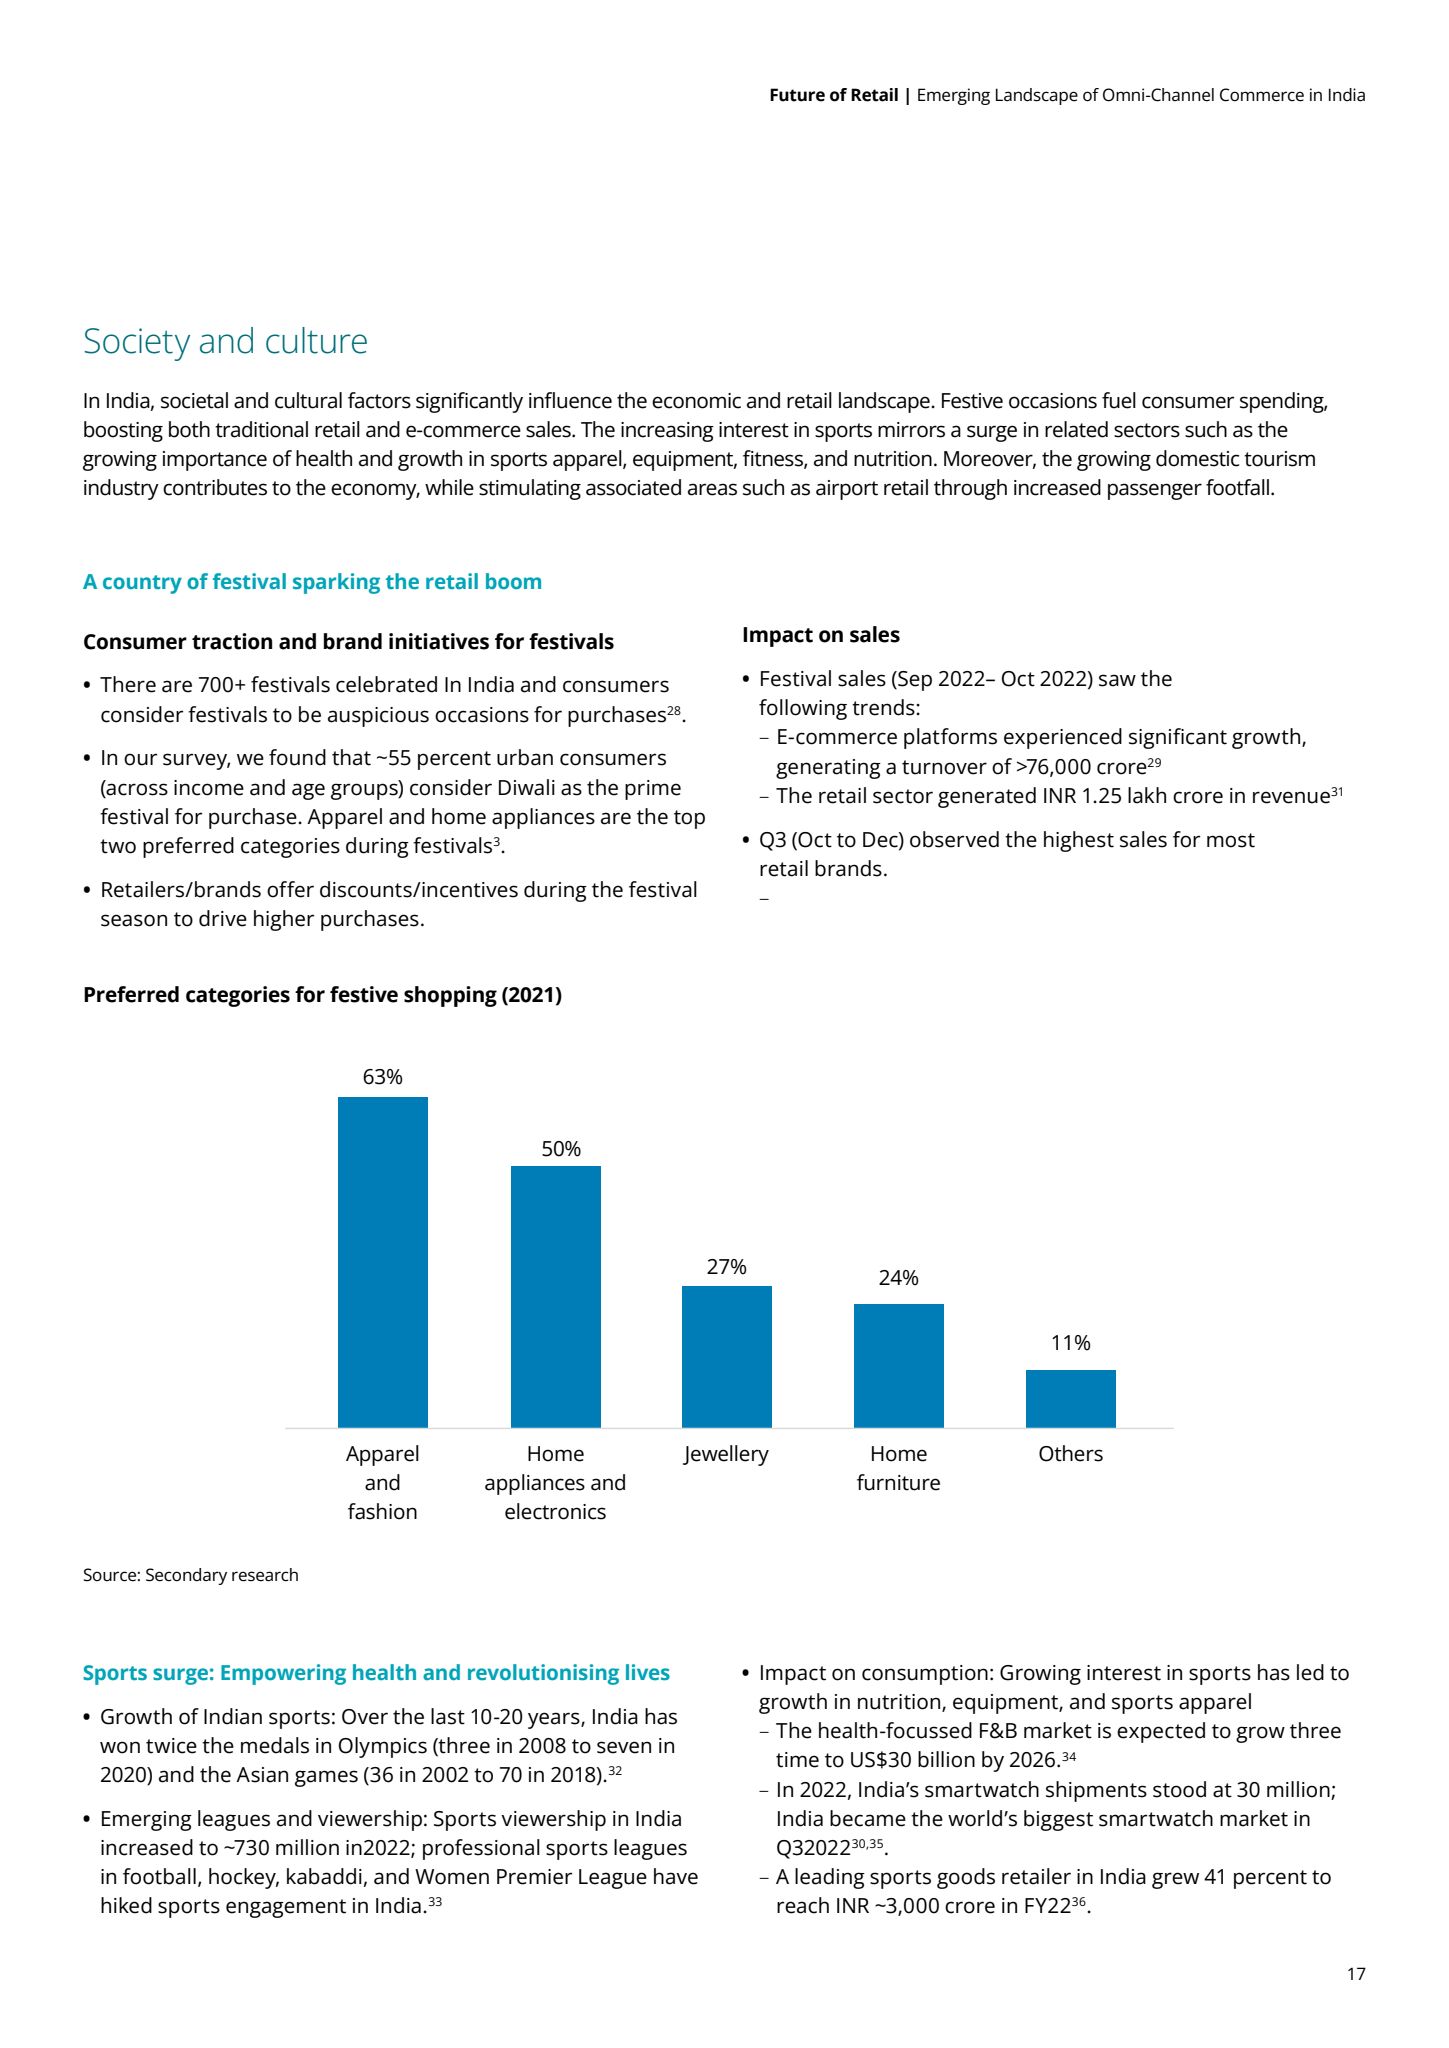 Future of Retail | Emerging Landscape of Omni-Channel Commerce in India
Society and culture
In India, societal and cultural factors significantly influence the economic and retail landscape. Festive occasions fuel consumer spending,
boosting both traditional retail and e-commerce sales. The increasing interest in sports mirrors a surge in related sectors such as the
growing importance of health and growth in sports apparel, equipment, fitness, and nutrition. Moreover, the growing domestic tourism
industry contributes to the economy, while stimulating associated areas such as airport retail through increased passenger footfall.
A country of festival sparking the retail boom
Consumer traction and brand initiatives for festivals
• There are 700+ festivals celebrated In India and consumers
consider festivals to be auspicious occasions for purchases²⁸.
• In our survey, we found that ~55 percent urban consumers
(across income and age groups) consider Diwali as the prime
festival for purchase. Apparel and home appliances are the top
two preferred categories during festivals³.
• Retailers/brands offer discounts/incentives during the festival
season to drive higher purchases.
Impact on sales
• Festival sales (Sep 2022– Oct 2022) saw the
following trends:
– E-commerce platforms experienced significant growth,
generating a turnover of >76,000 crore²⁹
– The retail sector generated INR 1.25 lakh crore in revenue³¹
• Q3 (Oct to Dec) observed the highest sales for most
retail brands.
–
Preferred categories for festive shopping (2021)
63%
50%
27%
24%
11%
Apparel
and
fashion
Home
appliances and
electronics
Jewellery
Home
furniture
Others
Source: Secondary research
Sports surge: Empowering health and revolutionising lives
• Growth of Indian sports: Over the last 10-20 years, India has
won twice the medals in Olympics (three in 2008 to seven in
2020) and the Asian games (36 in 2002 to 70 in 2018).³²
• Emerging leagues and viewership: Sports viewership in India
increased to ~730 million in2022; professional sports leagues
in football, hockey, kabaddi, and Women Premier League have
hiked sports engagement in India.³³
• Impact on consumption: Growing interest in sports has led to
growth in nutrition, equipment, and sports apparel
– The health-focussed F&B market is expected to grow three
time to US$30 billion by 2026.³⁴
– In 2022, India’s smartwatch shipments stood at 30 million;
India became the world’s biggest smartwatch market in
Q32022³⁰,³⁵.
– A leading sports goods retailer in India grew 41 percent to
reach INR ~3,000 crore in FY22³⁶.
17